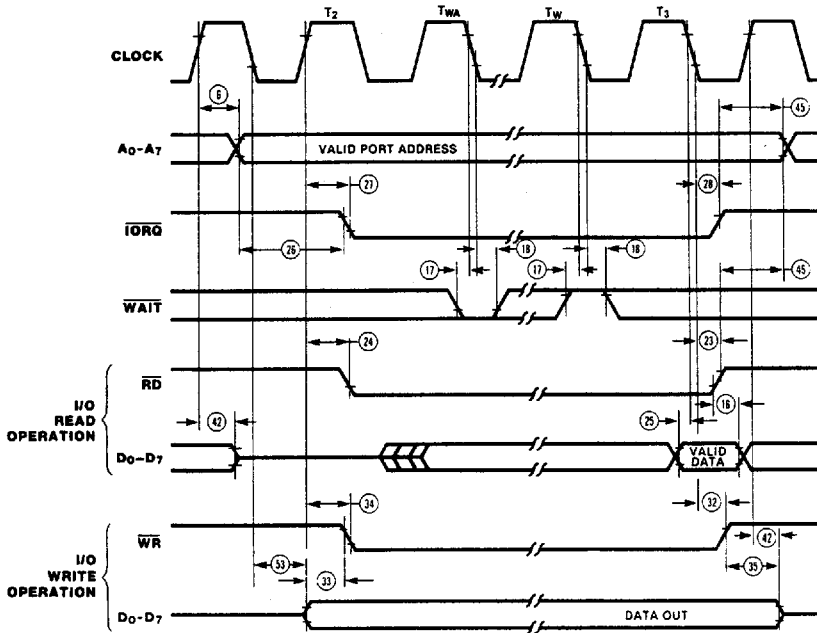 T2 TWA TW T3
CLOCK
6 45
A0-A7 VALID PORT ADDRESS
27 28
IORQ
26 18 18
17 17 45
WAIT
24 23
RD
I/O
READ
OPERATION
42 25 16
D0-D7 VALID
DATA
34 32
WR
I/O
WRITE
OPERATION
53 33 42 35
D0-D7 DATA OUT